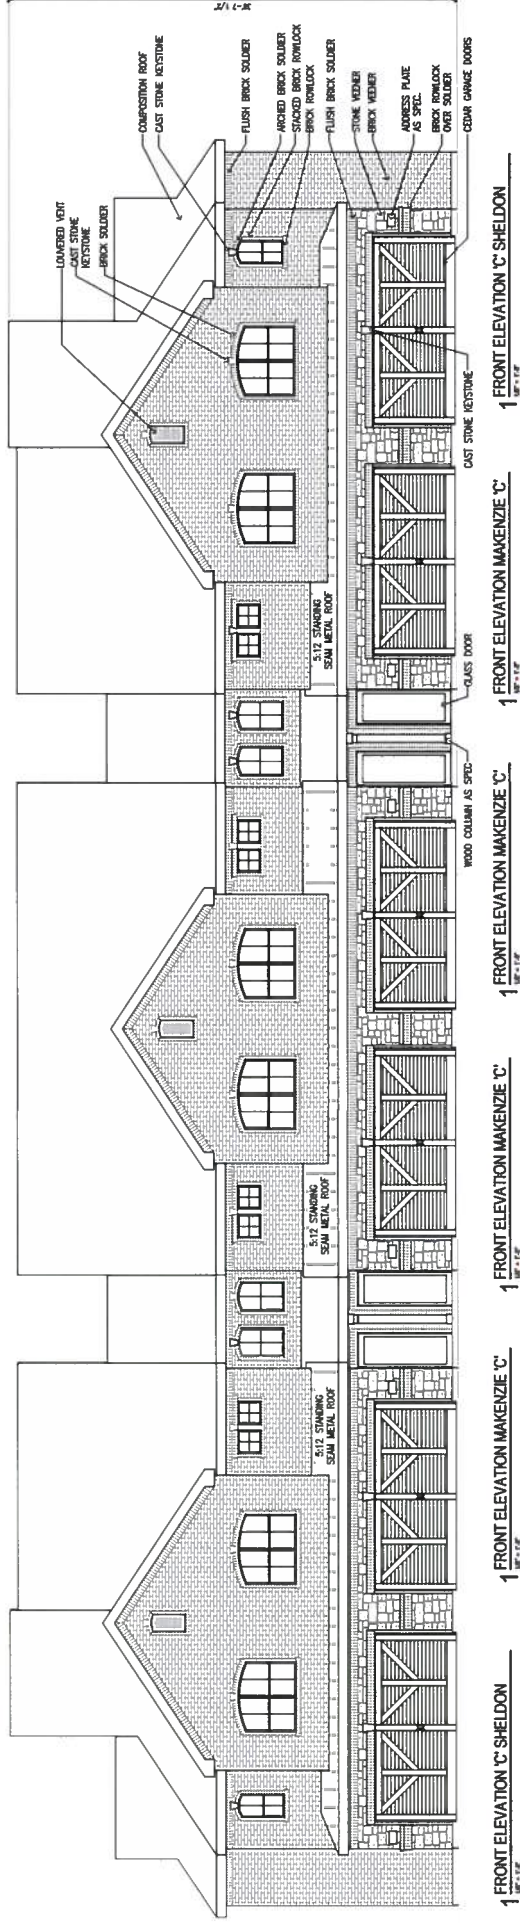 COMPOSITION ROOF
CAST STONE KEYSTONE
FLUSH BRICK SOLDIER
ARCHED BRICK SOLDIER
STACKED BRICK ROWLOCK
BRICK ROWLOCK
FLUSH BRICK SOLDIER
STONE VEENER
BRICK VEENER
ADDRESS PLATE
AS SPEC.
BRICK ROWLOCK
OVER SOLDIER
CEDAR GARAGE DOORS
LOUVERED VENT
CAST STONE
KEYSTONE
BRICK SOLDIER
CAST STONE KEYSTONE
5:12 STANDING
SEAM METAL ROOF
GLASS DOOR
WOOD COLUMN AS SPEC
5:12 STANDING
SEAM METAL ROOF
5:12 STANDING
SEAM METAL ROOF
1 FRONT ELEVATION 'C' SHELDON
1 FRONT ELEVATION MAKENZIE 'C'
1 FRONT ELEVATION MAKENZIE 'C'
1 FRONT ELEVATION MAKENZIE 'C'
1 FRONT ELEVATION MAKENZIE 'C'
1 FRONT ELEVATION 'C' SHELDON